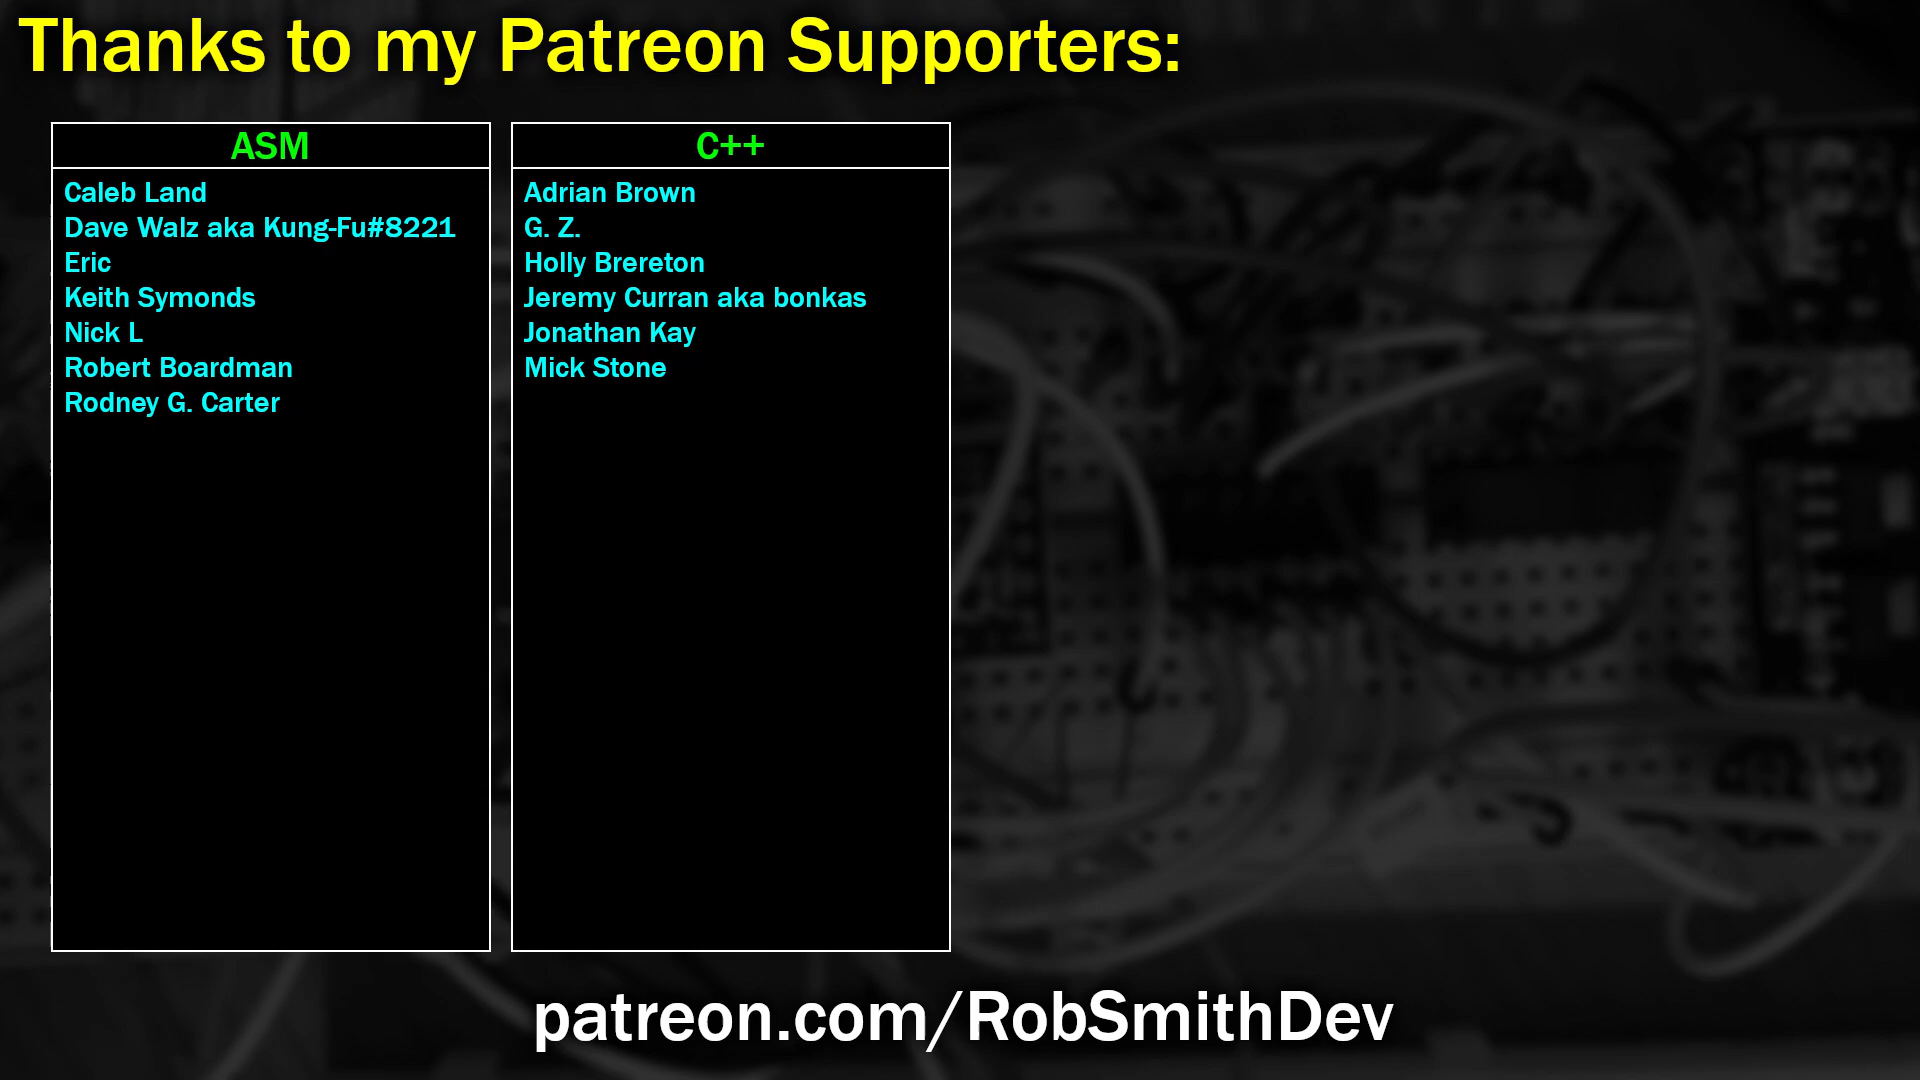 Thanks to my Patreon Supporters:
ASM
Caleb Land
Dave Walz aka Kung-Fu#8221
Eric
Keith Symonds
Nick L
Robert Boardman
Rodney G. Carter
C++
Adrian Brown
G. Z.
Holly Brereton
Jeremy Curran aka bonkas
Jonathan Kay
Mick Stone
patreon.com/RobSmithDev